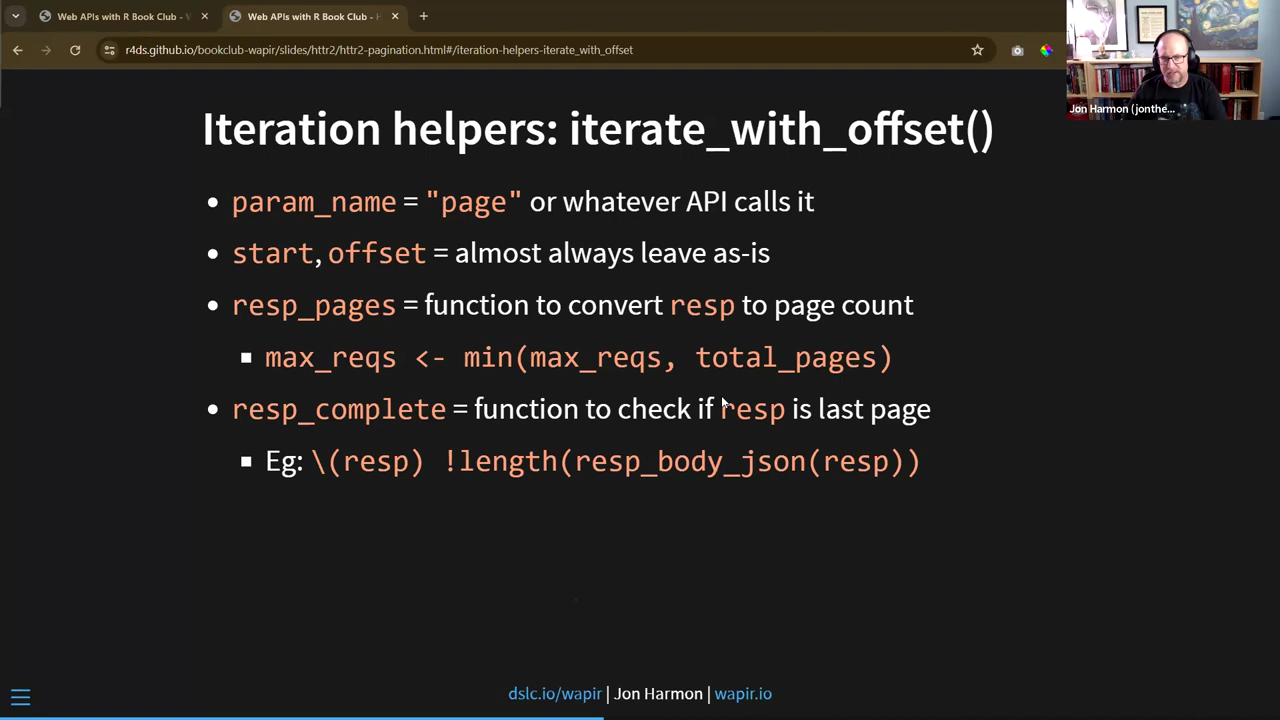 Web APIs with R Book Club - W
Web APIs with R Book Club - H
r4ds.github.io/bookclub-wapir/slides/httr2/httr2-pagination.html#/iteration-helpers-iterate_with_offset
Jon Harmon (jonthe...
Iteration helpers: iterate_with_offset()
• param_name = "page" or whatever API calls it
• start, offset = almost always leave as-is
• resp_pages = function to convert resp to page count
▪ max_reqs <- min(max_reqs, total_pages)
• resp_complete = function to check if resp is last page
▪ Eg: \(resp) !length(resp_body_json(resp))
dslc.io/wapir | Jon Harmon | wapir.io